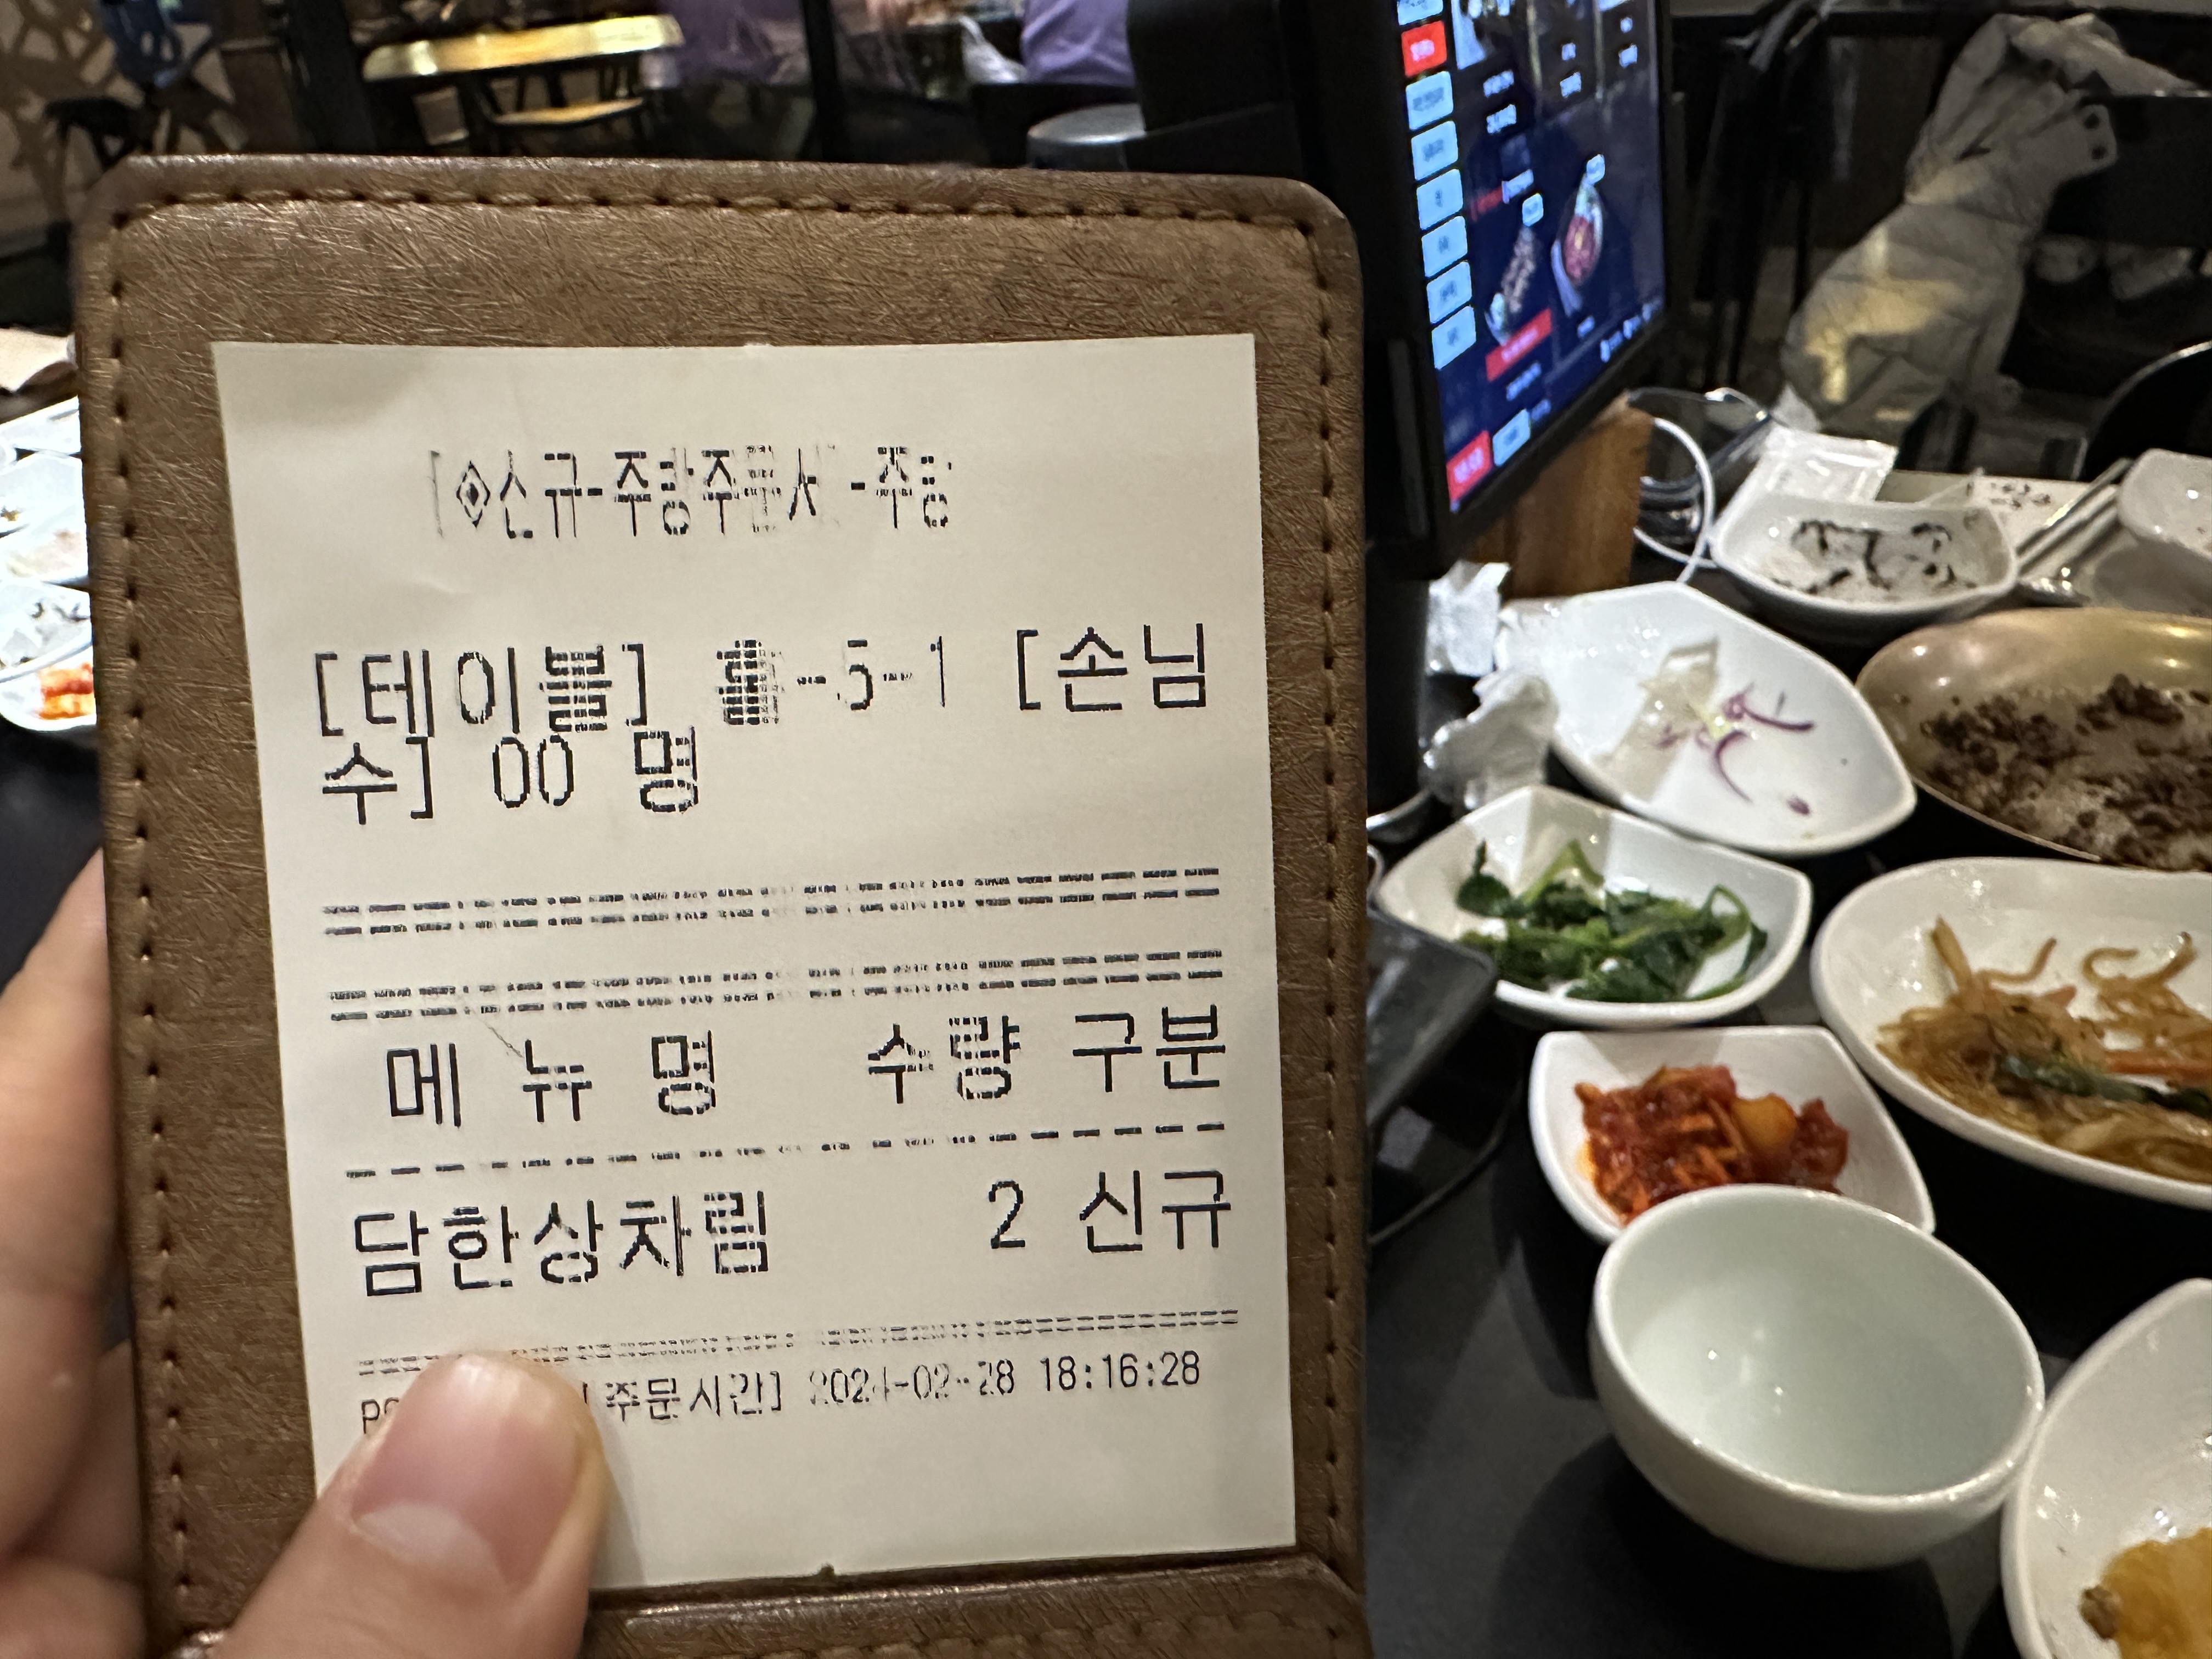 [◈신규-주방주문서-주방
[테이블] 홀-5-1 [손님
수] 00 명
메 뉴 명 수량 구분
담한상차림 2 신규
[주문시간] 2024-02-28 18:16:28